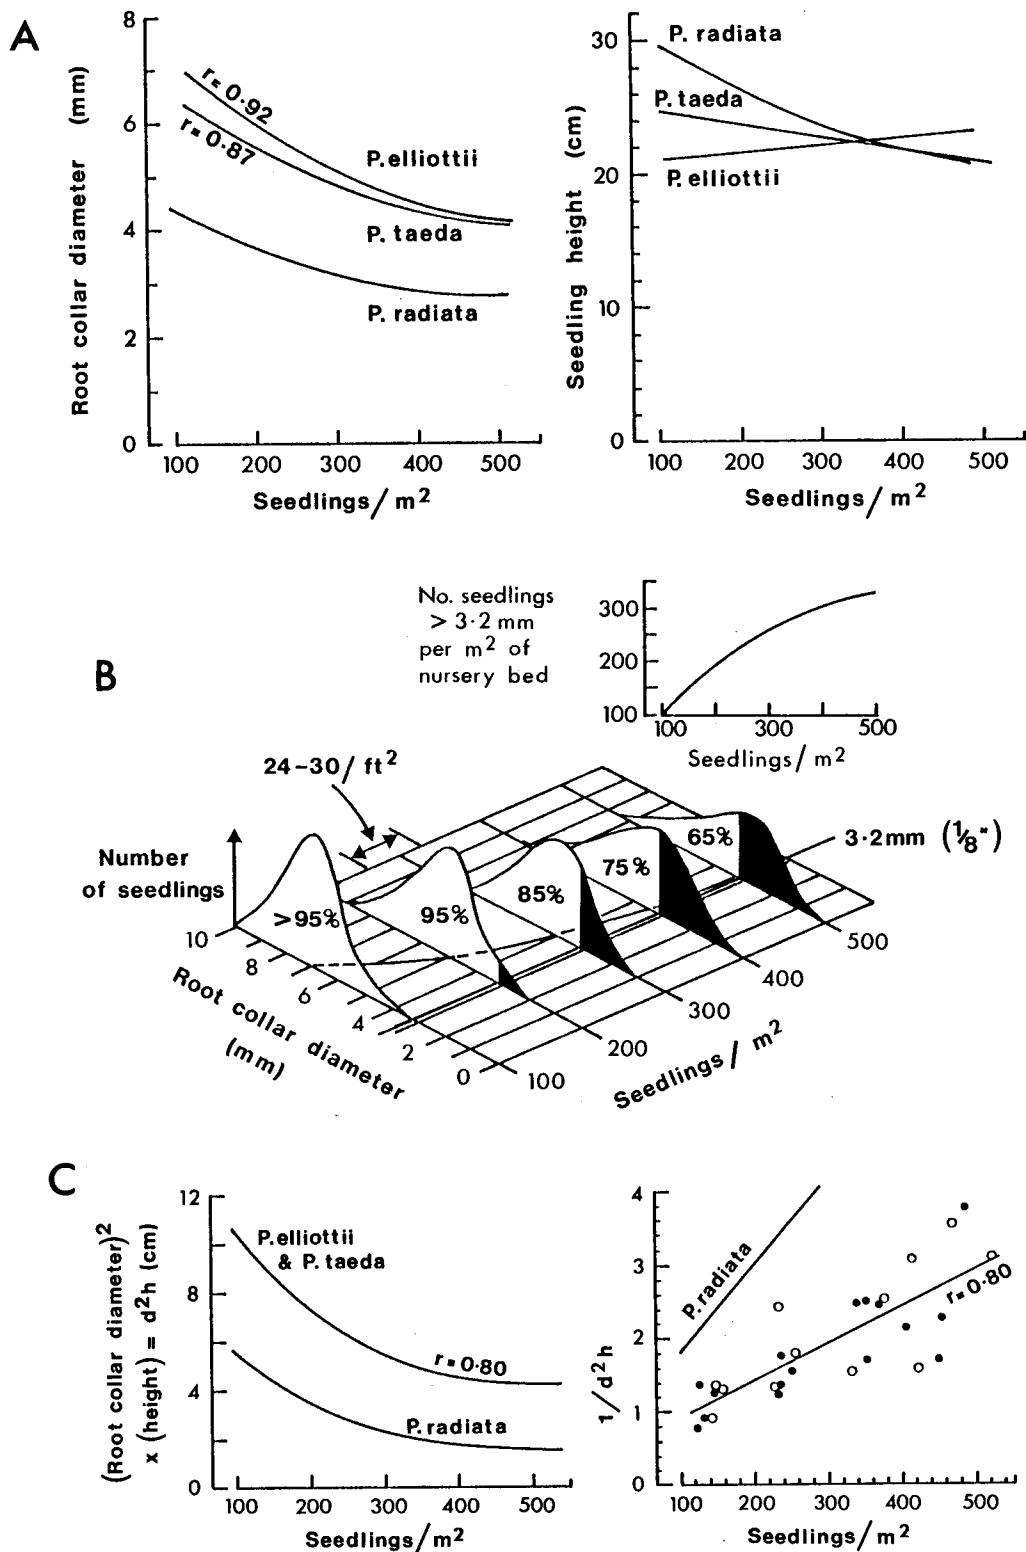 A
Root collar diameter (mm)
8
6
4
2
0
100 200 300 400 500
Seedlings/m²
r=0·92
r=0·87
P.elliottii
P. taeda
P. radiata
Seedling height (cm)
30
20
10
0
100 200 300 400 500
Seedlings/m²
P. radiata
P.taeda
P.elliottii
B
No. seedlings
> 3·2 mm
per m² of
nursery bed
300
200
100
100 300 500
Seedlings/m²
24-30/ft²
Number
of seedlings
>95%
95%
85%
75%
65%
3·2mm (1/8")
10
8
6
4
2
0
Root collar diameter
(mm)
100
200
300
400
500
Seedlings/m²
C
(Root collar diameter)²
x (height) = d²h (cm)
12
8
4
0
100 200 300 400 500
Seedlings/m²
P.elliottii
& P.taeda
r=0·80
P.radiata
1/d²h
4
3
2
1
0
100 200 300 400 500
Seedlings/m²
P.radiata
r=0·80